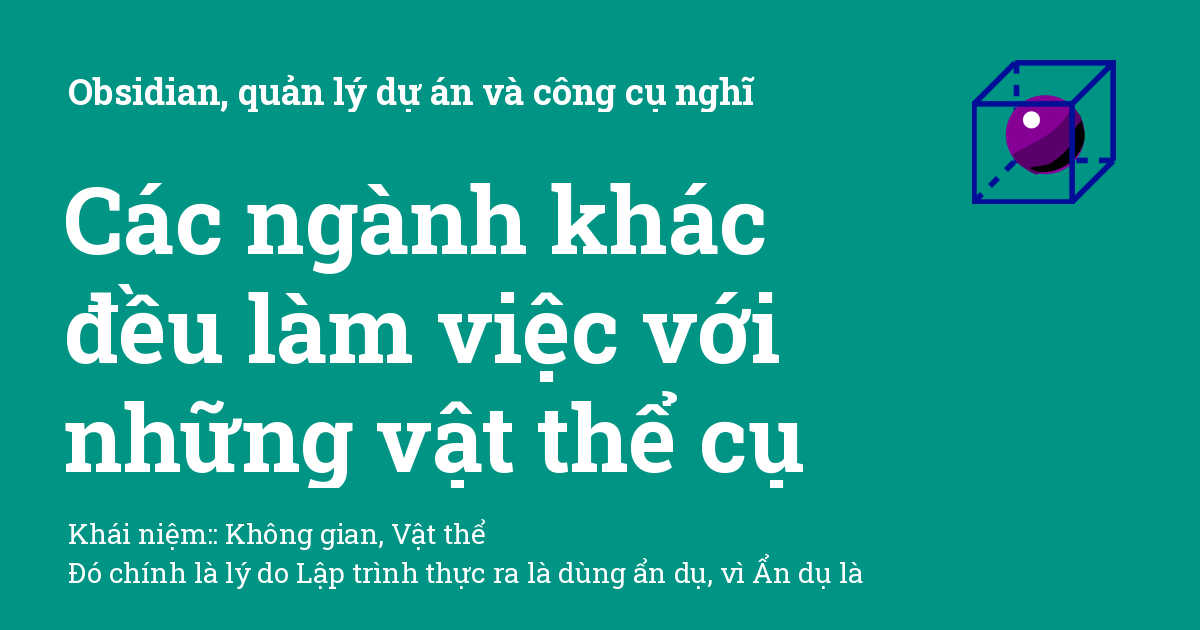 Obsidian, quản lý dự án và công cụ nghĩ
Các ngành khác
đều làm việc với
những vật thể cụ
Khái niệm:: Không gian, Vật thể
Đó chính là lý do Lập trình thực ra là dùng ẩn dụ, vì Ẩn dụ là